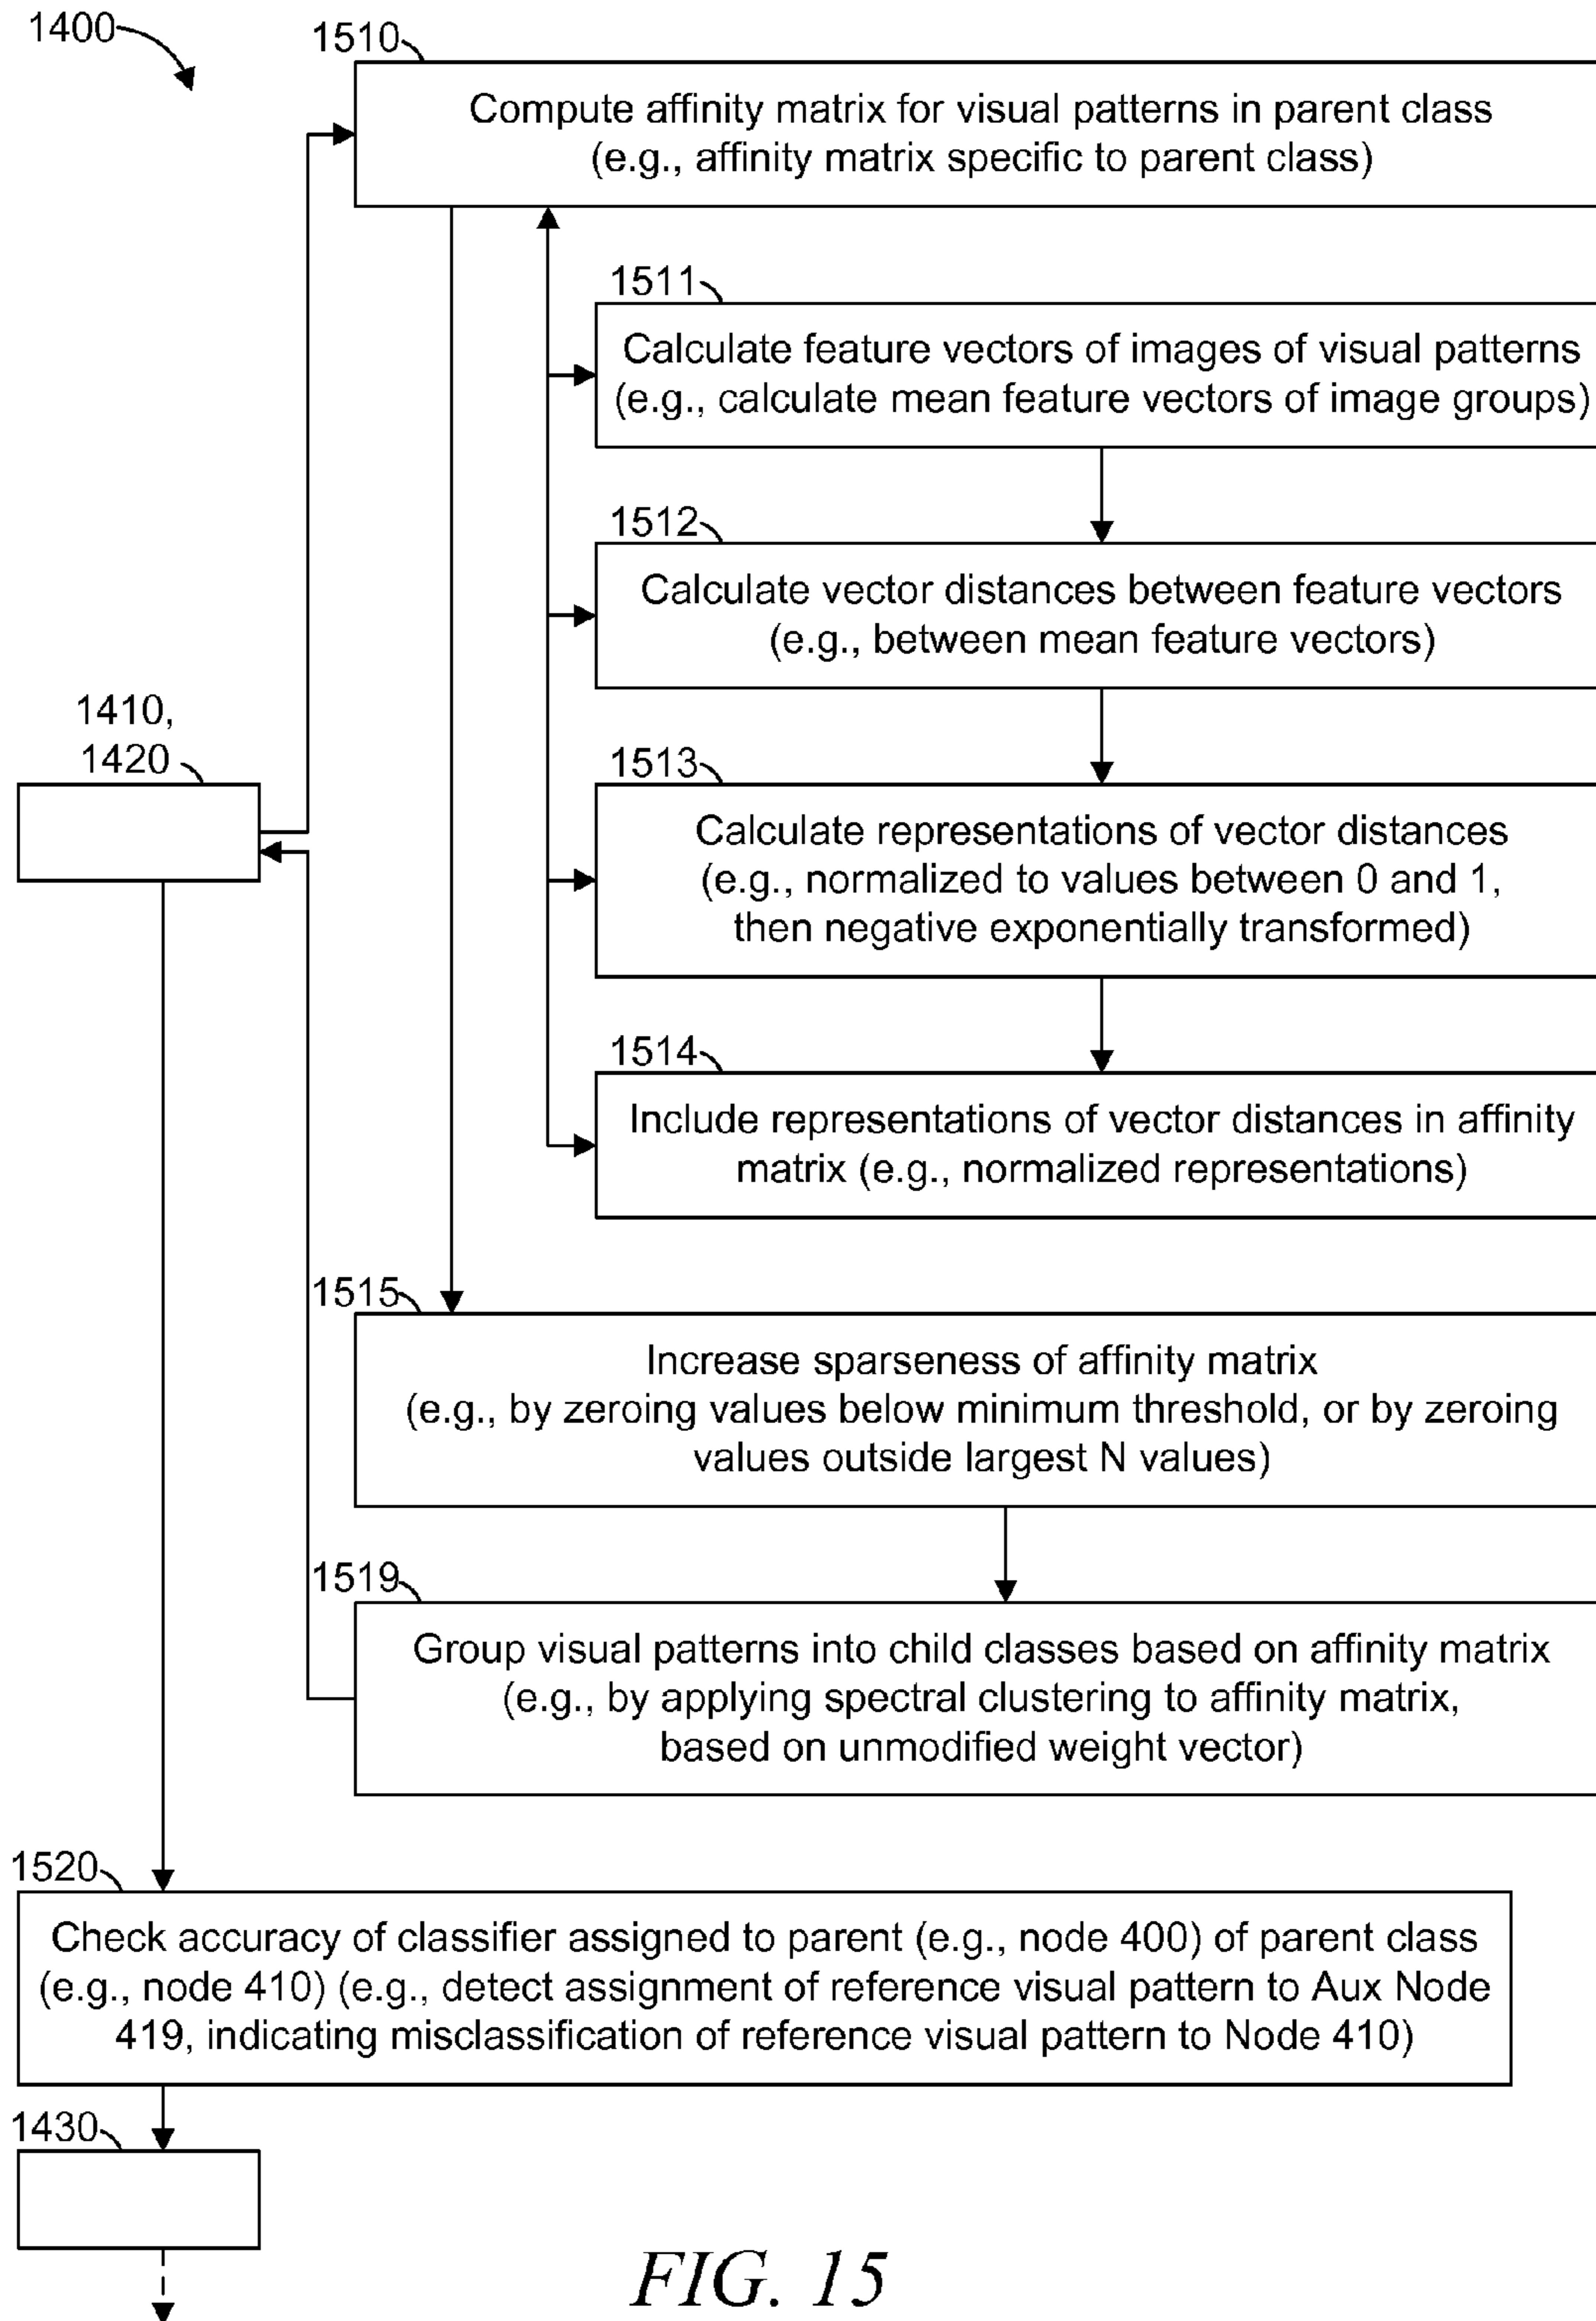 1400
1510
Compute affinity matrix for visual patterns in parent class
(e.g., affinity matrix specific to parent class)
1511
Calculate feature vectors of images of visual patterns
(e.g., calculate mean feature vectors of image groups)
1512
Calculate vector distances between feature vectors
(e.g., between mean feature vectors)
1410,
1420
1513
Calculate representations of vector distances
(e.g., normalized to values between 0 and 1,
then negative exponentially transformed)
1514
Include representations of vector distances in affinity
matrix (e.g., normalized representations)
1515
Increase sparseness of affinity matrix
(e.g., by zeroing values below minimum threshold, or by zeroing
values outside largest N values)
1519
Group visual patterns into child classes based on affinity matrix
(e.g., by applying spectral clustering to affinity matrix,
based on unmodified weight vector)
1520
Check accuracy of classifier assigned to parent (e.g., node 400) of parent class
(e.g., node 410) (e.g., detect assignment of reference visual pattern to Aux Node
419, indicating misclassification of reference visual pattern to Node 410)
1430
FIG. 15